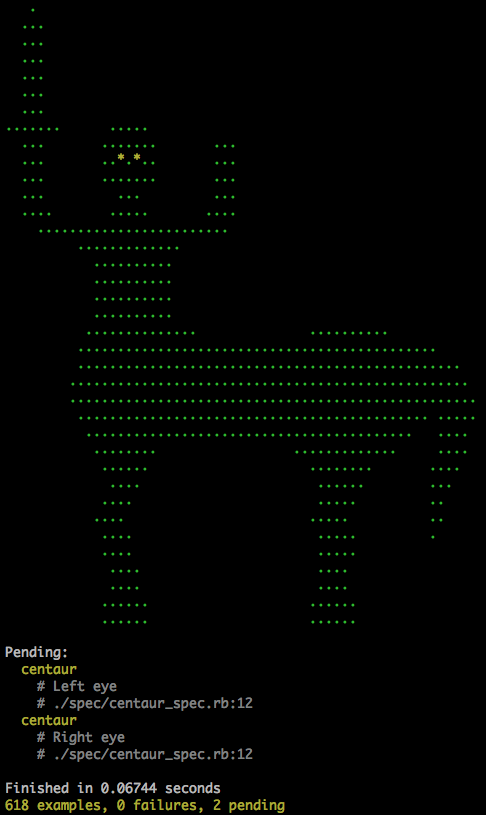 Pending:
centaur
# Left eye
# ./spec/centaur_spec.rb:12
centaur
# Right eye
# ./spec/centaur_spec.rb:12
Finished in 0.06744 seconds
618 examples, 0 failures, 2 pending